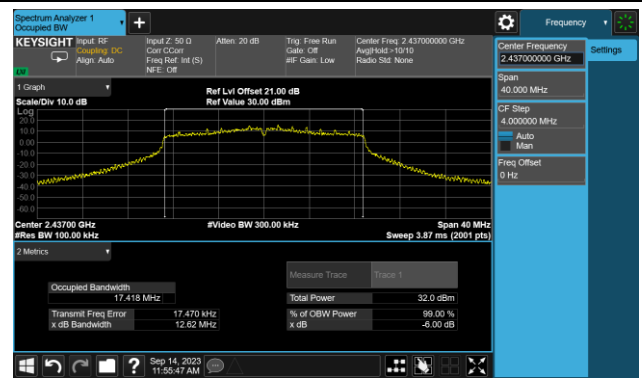 Spectrum Analyzer 1
Occupied BW
+
Frequency
KEYSIGHT Input: RF Input Z: 50 Ω Atten: 20 dB Trig: Free Run Center Freq: 2.437000000 GHz
Coupling: DC Corr CCorr Gate: Off Avg|Hold:>10/10
Align: Auto Freq Ref: Int (S) #IF Gain: Low Radio Std: None
NFE: Off
LXI
Center Frequency
2.437000000 GHz
Settings
Span
40.000 MHz
CF Step
4.000000 MHz
Auto
Man
Freq Offset
0 Hz
1 Graph
Ref Lvl Offset 21.00 dB
Scale/Div 10.0 dB Ref Value 30.00 dBm
Log
20.0
10.0
0.00
-10.0
-20.0
-30.0
-40.0
-50.0
-60.0
Center 2.43700 GHz #Video BW 300.00 kHz Span 40 MHz
#Res BW 100.00 kHz Sweep 3.87 ms (2001 pts)
2 Metrics
Measure Trace Trace 1
Occupied Bandwidth
17.418 MHz Total Power 32.0 dBm
Transmit Freq Error 17.470 kHz % of OBW Power 99.00 %
x dB Bandwidth 12.62 MHz x dB -6.00 dB
? Sep 14, 2023
11:55:47 AM